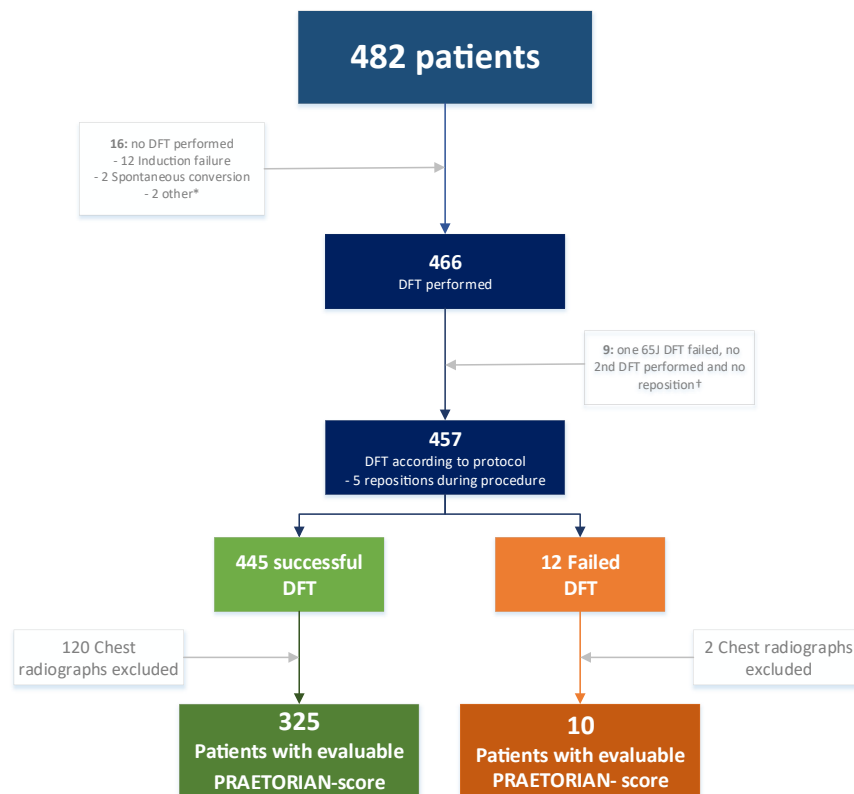 482 patients
16: no DFT performed
- 12 Induction failure
- 2 Spontaneous conversion
- 2 other*
466
DFT performed
9: one 65J DFT failed, no
2nd DFT performed and no
reposition†
457
DFT according to protocol
- 5 repositions during procedure
445 successful
DFT
12 Failed
DFT
120 Chest
radiographs excluded
2 Chest radiographs
excluded
325
Patients with evaluable
PRAETORIAN-score
10
Patients with evaluable
PRAETORIAN- score